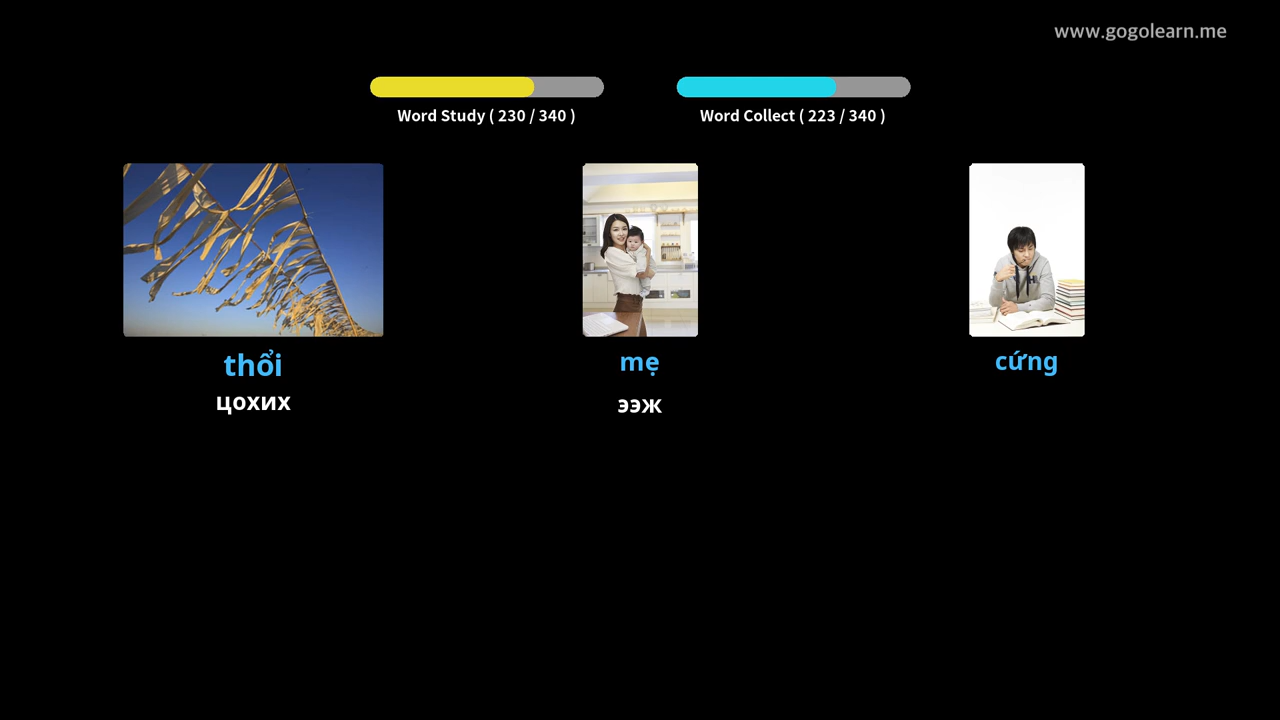 www.gogolearn.me
Word Study ( 230 / 340 )
Word Collect ( 223 / 340 )
thổi
mẹ
cứng
цохих
ээж